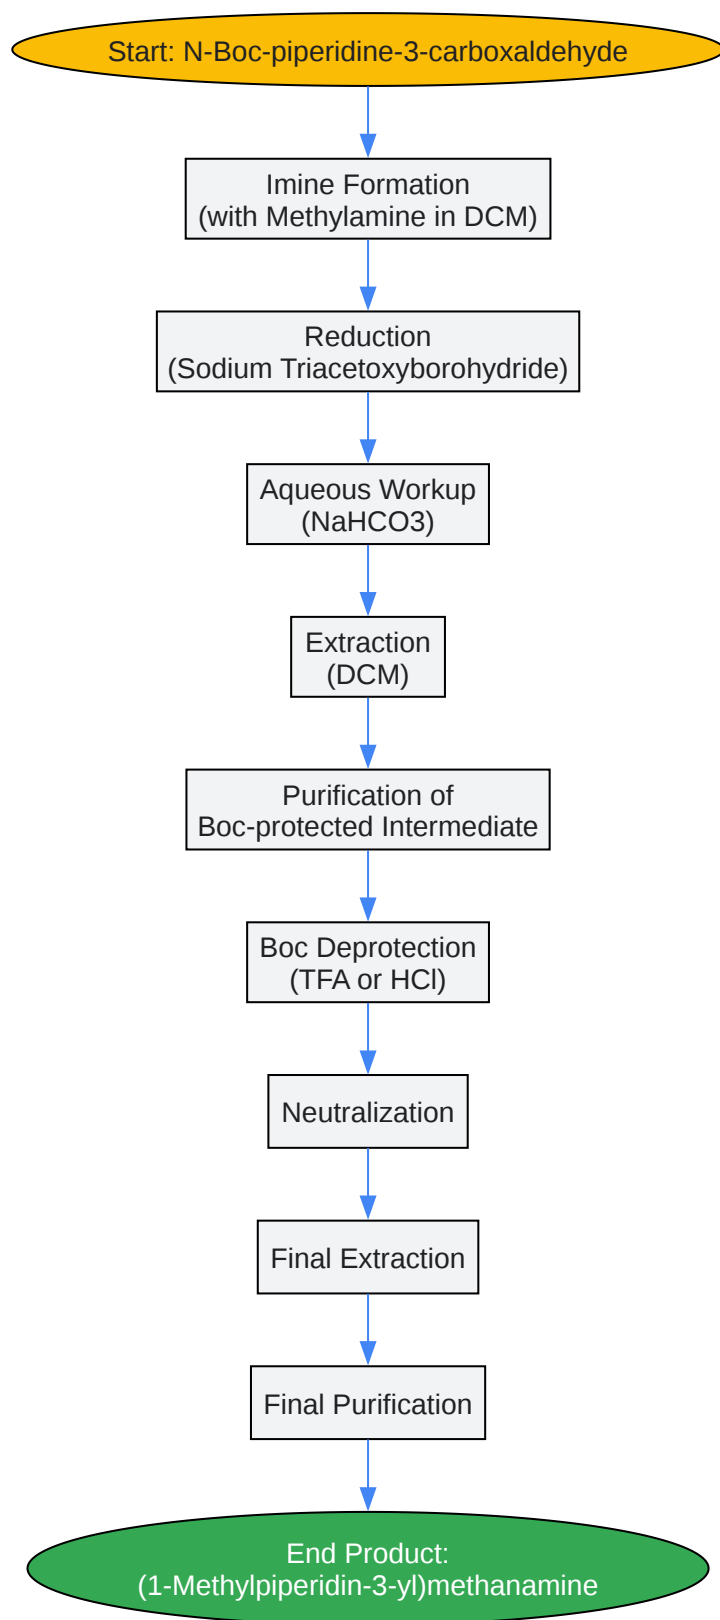 Start: N-Boc-piperidine-3-carboxaldehyde
Imine Formation
(with Methylamine in DCM)
Reduction
(Sodium Triacetoxyborohydride)
Aqueous Workup
(NaHCO3)
Extraction
(DCM)
Purification of
Boc-protected Intermediate
Boc Deprotection
(TFA or HCl)
Neutralization
Final Extraction
Final Purification
End Product:
(1-Methylpiperidin-3-yl)methanamine